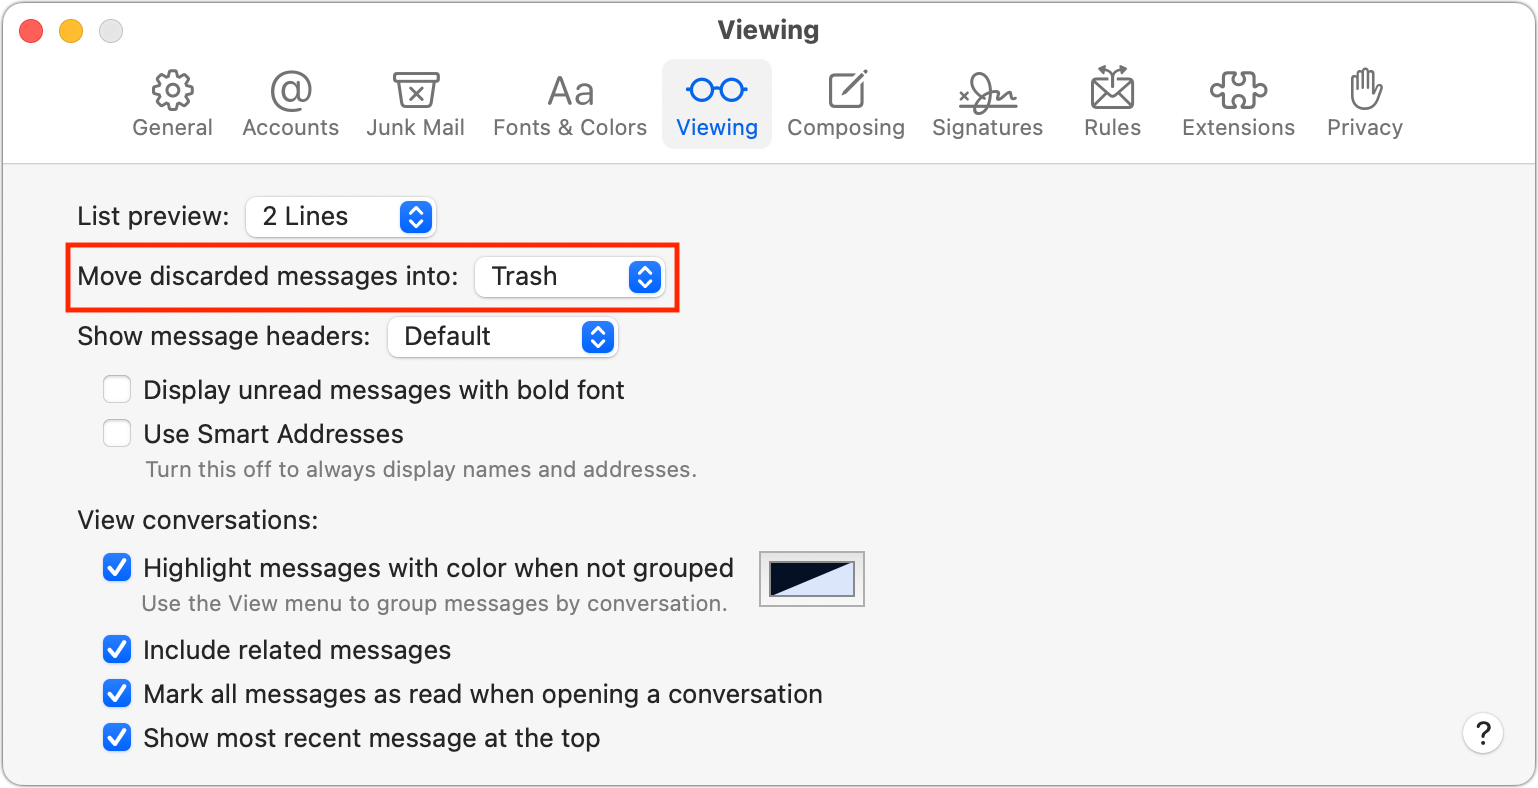 Viewing
General Accounts Junk Mail Fonts & Colors Viewing Composing Signatures Rules Extensions Privacy
List preview: 2 Lines
Move discarded messages into: Trash
Show message headers: Default
Display unread messages with bold font
Use Smart Addresses
Turn this off to always display names and addresses.
View conversations:
Highlight messages with color when not grouped
Use the View menu to group messages by conversation.
Include related messages
Mark all messages as read when opening a conversation
Show most recent message at the top
?